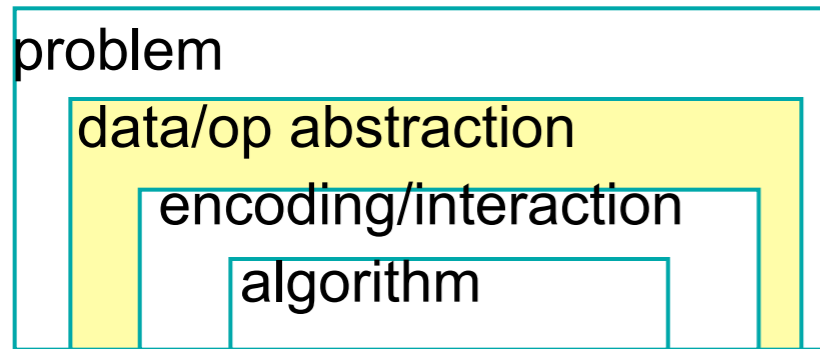 problem
data/op abstraction
encoding/interaction
algorithm